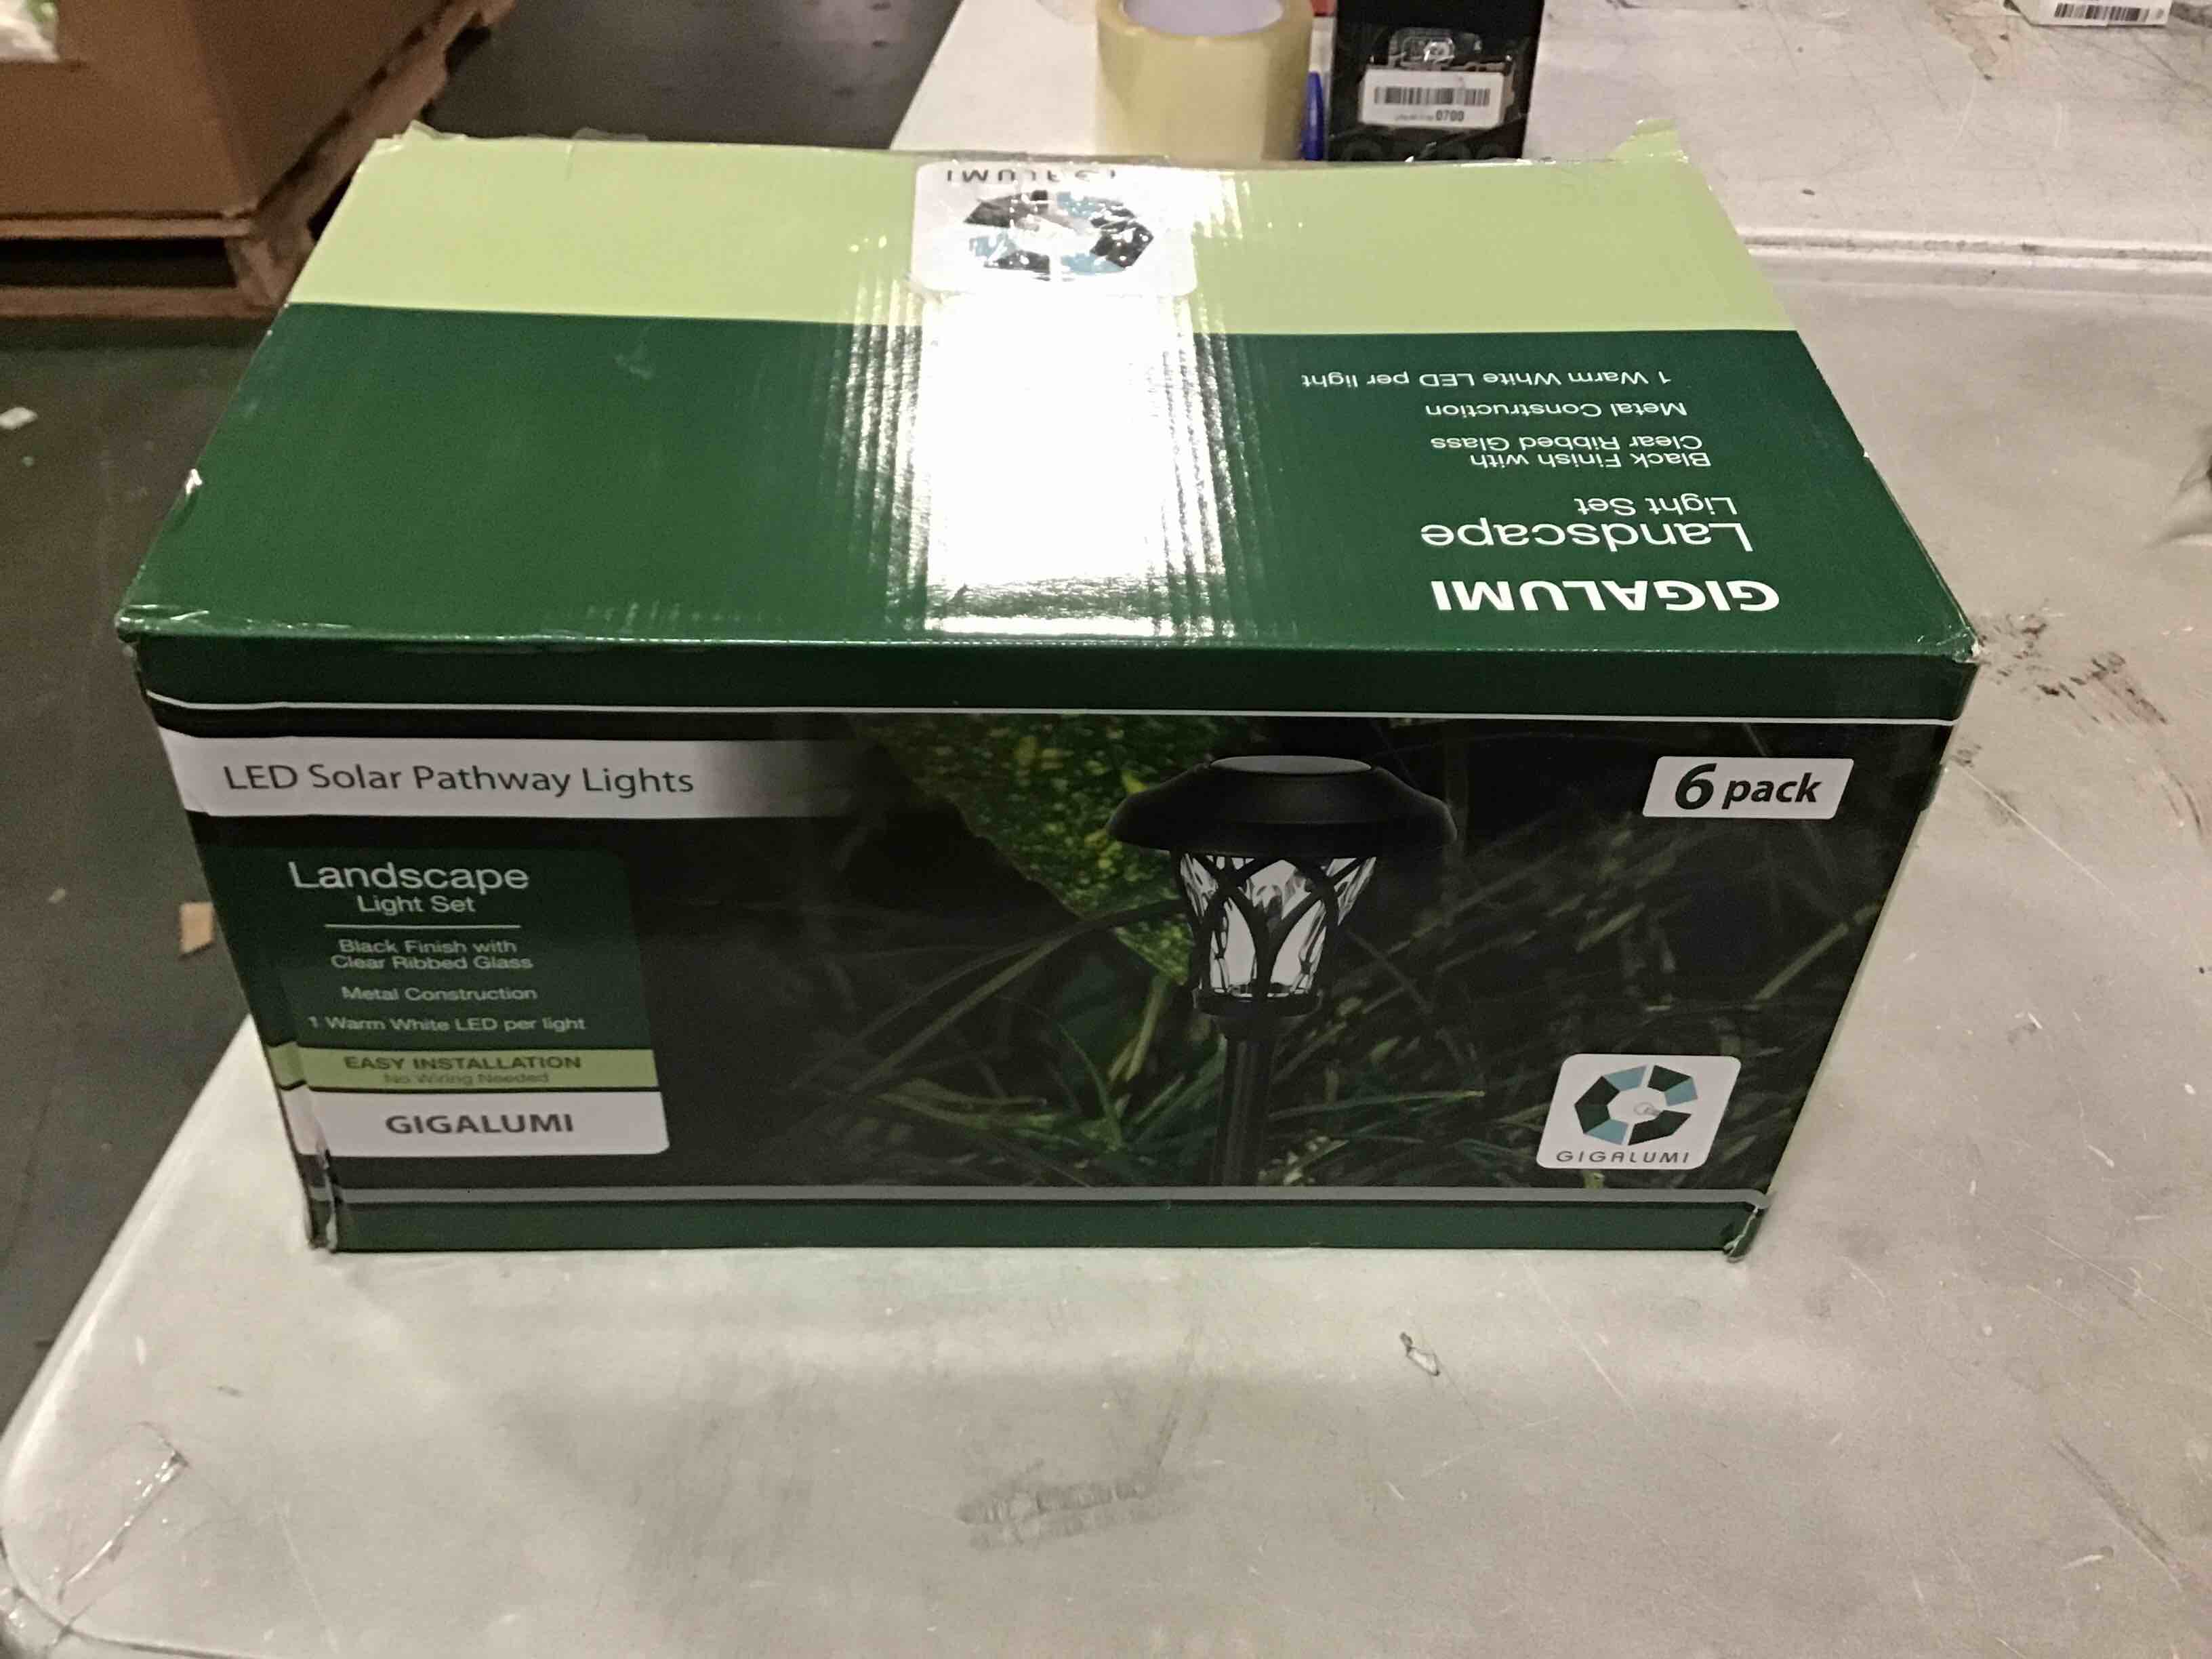 0700
GIGALUMI
Landscape
Light Set
Black Finish with
Clear Ribbed Glass
Metal Construction
1 Warm White LED per light
LED Solar Pathway Lights
6 pack
Landscape
Light Set
Black Finish with
Clear Ribbed Glass
Metal Construction
1 Warm White LED per light
EASY INSTALLATION
No Wiring Needed
GIGALUMI
GIGALUMI